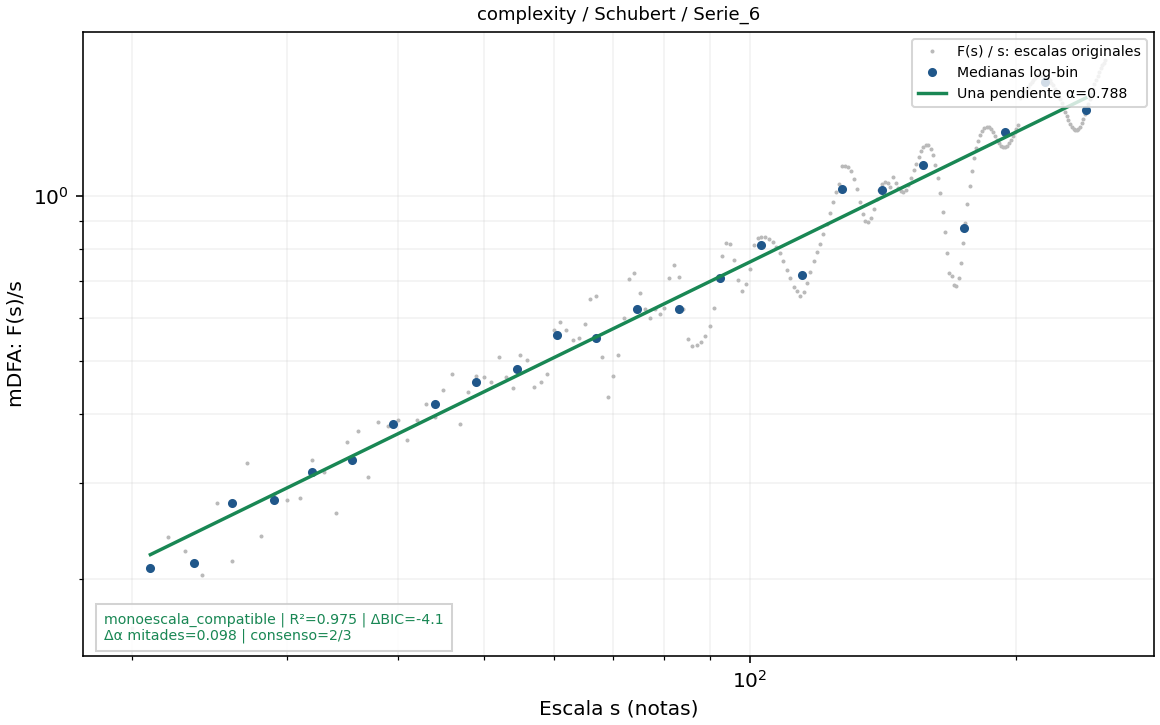 complexity / Schubert / Serie_6
F(s) / s: escalas originales
Medianas log-bin
Una pendiente α=0.788
10⁰
mDFA: F(s)/s
monoescala_compatible | R²=0.975 | ΔBIC=-4.1
Δα mitades=0.098 | consenso=2/3
10²
Escala s (notas)